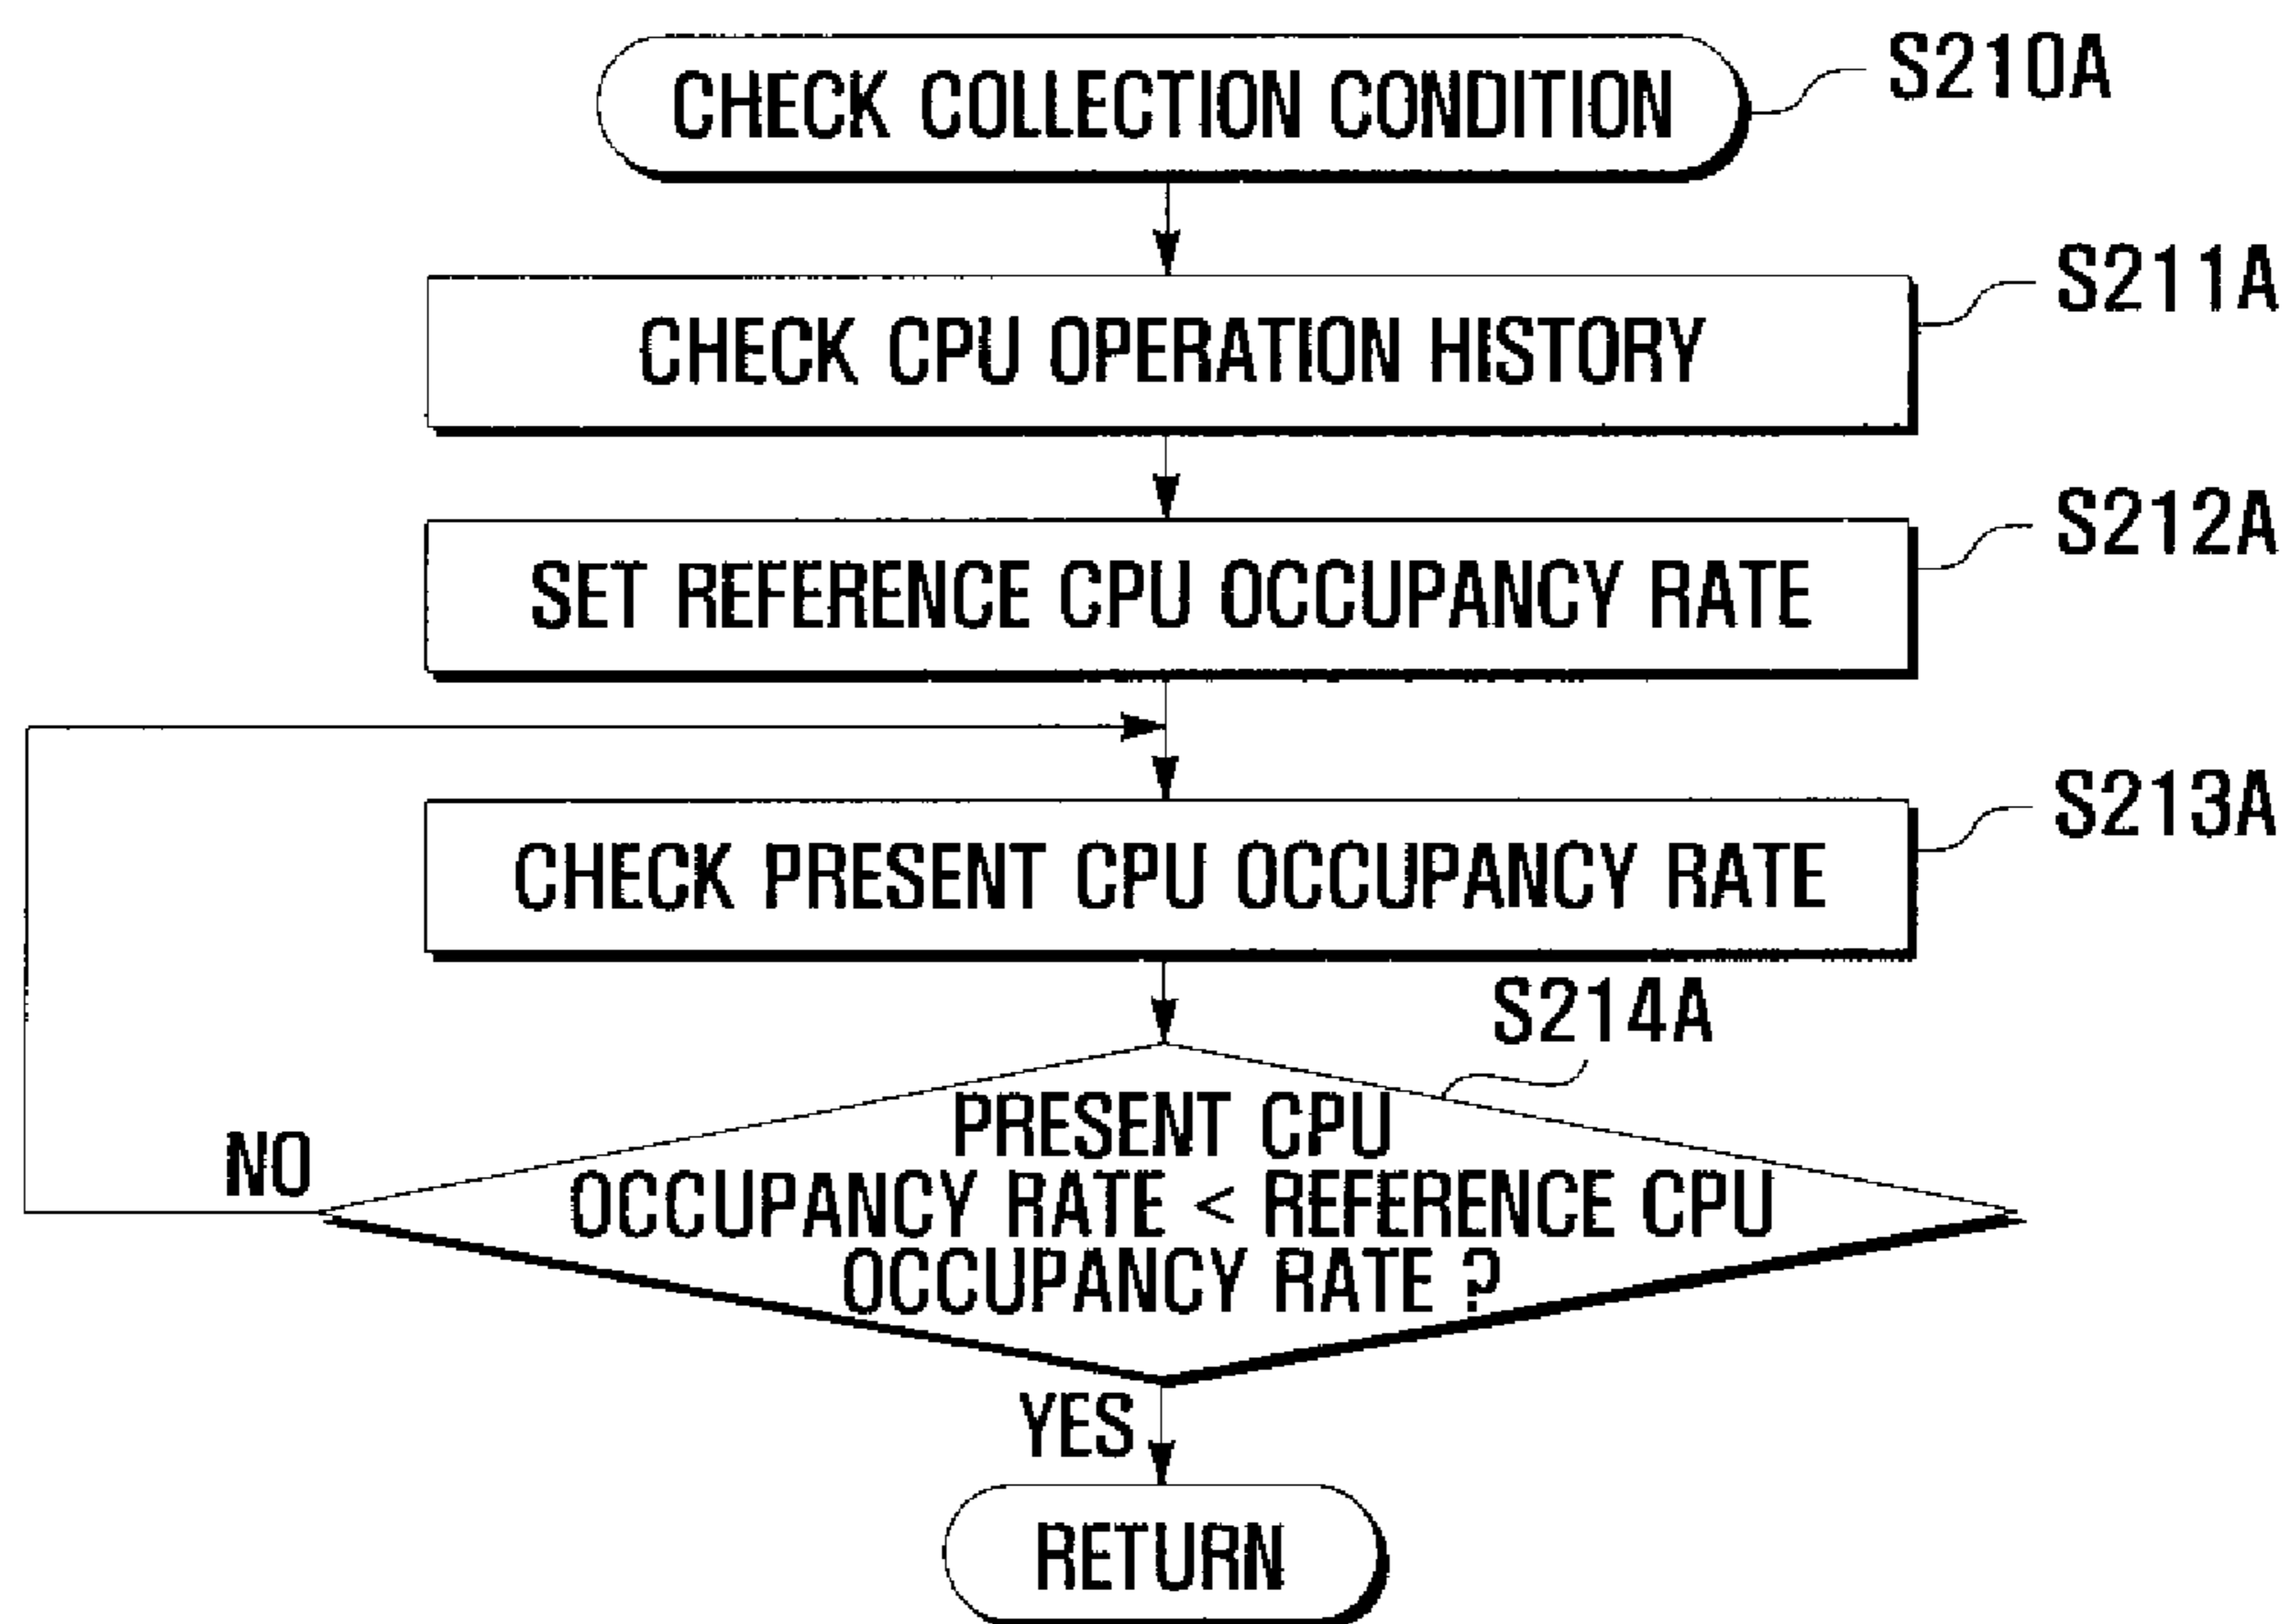 CHECK COLLECTION CONDITION
S210A
CHECK CPU OPERATION HISTORY
S211A
SET REFERENCE CPU OCCUPANCY RATE
S212A
CHECK PRESENT CPU OCCUPANCY RATE
S213A
S214A
PRESENT CPU
OCCUPANCY RATE < REFERENCE CPU
OCCUPANCY RATE ?
NO
YES
RETURN